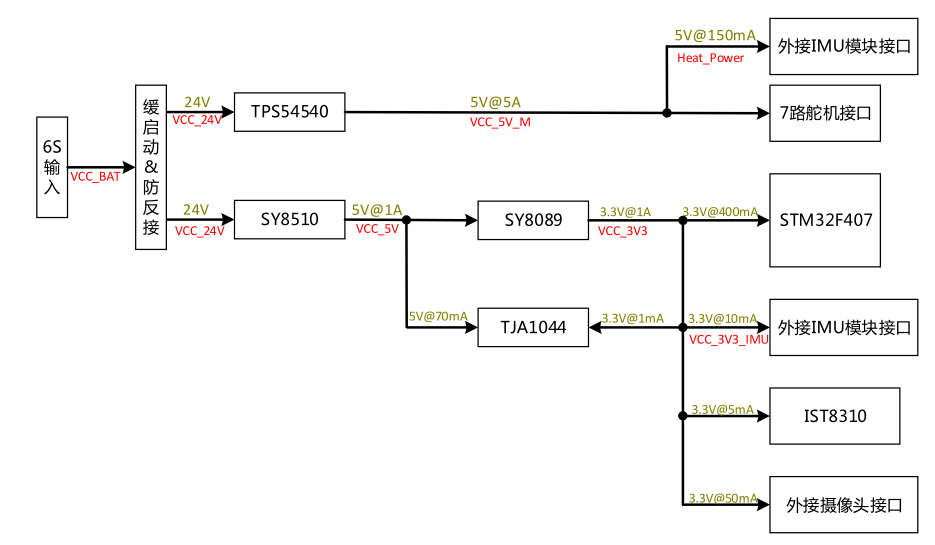 6S
输
入
VCC_BAT
缓
启
动
&
防
反
接
24V
VCC_24V
TPS54540
5V@5A
VCC_5V_M
5V@150mA
Heat_Power
外接IMU模块接口
7路舵机接口
24V
VCC_24V
SY8510
5V@1A
VCC_5V
SY8089
3.3V@1A
VCC_3V3
3.3V@400mA
STM32F407
5V@70mA
TJA1044
3.3V@1mA
3.3V@10mA
VCC_3V3_IMU
外接IMU模块接口
3.3V@5mA
IST8310
3.3V@50mA
外接摄像头接口